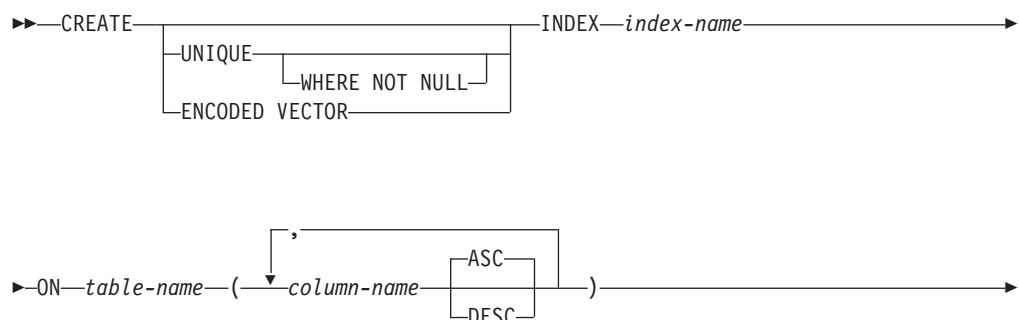 CREATE INDEX index-name
UNIQUE
WHERE NOT NULL
ENCODED VECTOR
,
ASC
ON table-name ( column-name )
DESC